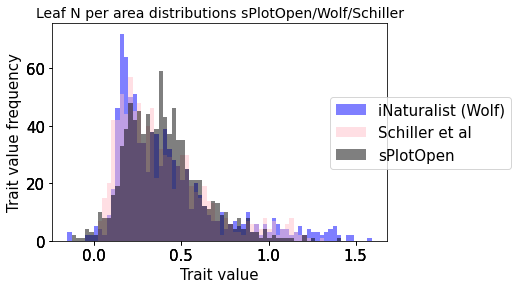 Leaf N per area distributions sPlotOpen/Wolf/Schiller
Trait value frequency
60
40
20
0
0.0 0.5 1.0 1.5
Trait value
iNaturalist (Wolf)
Schiller et al
sPlotOpen